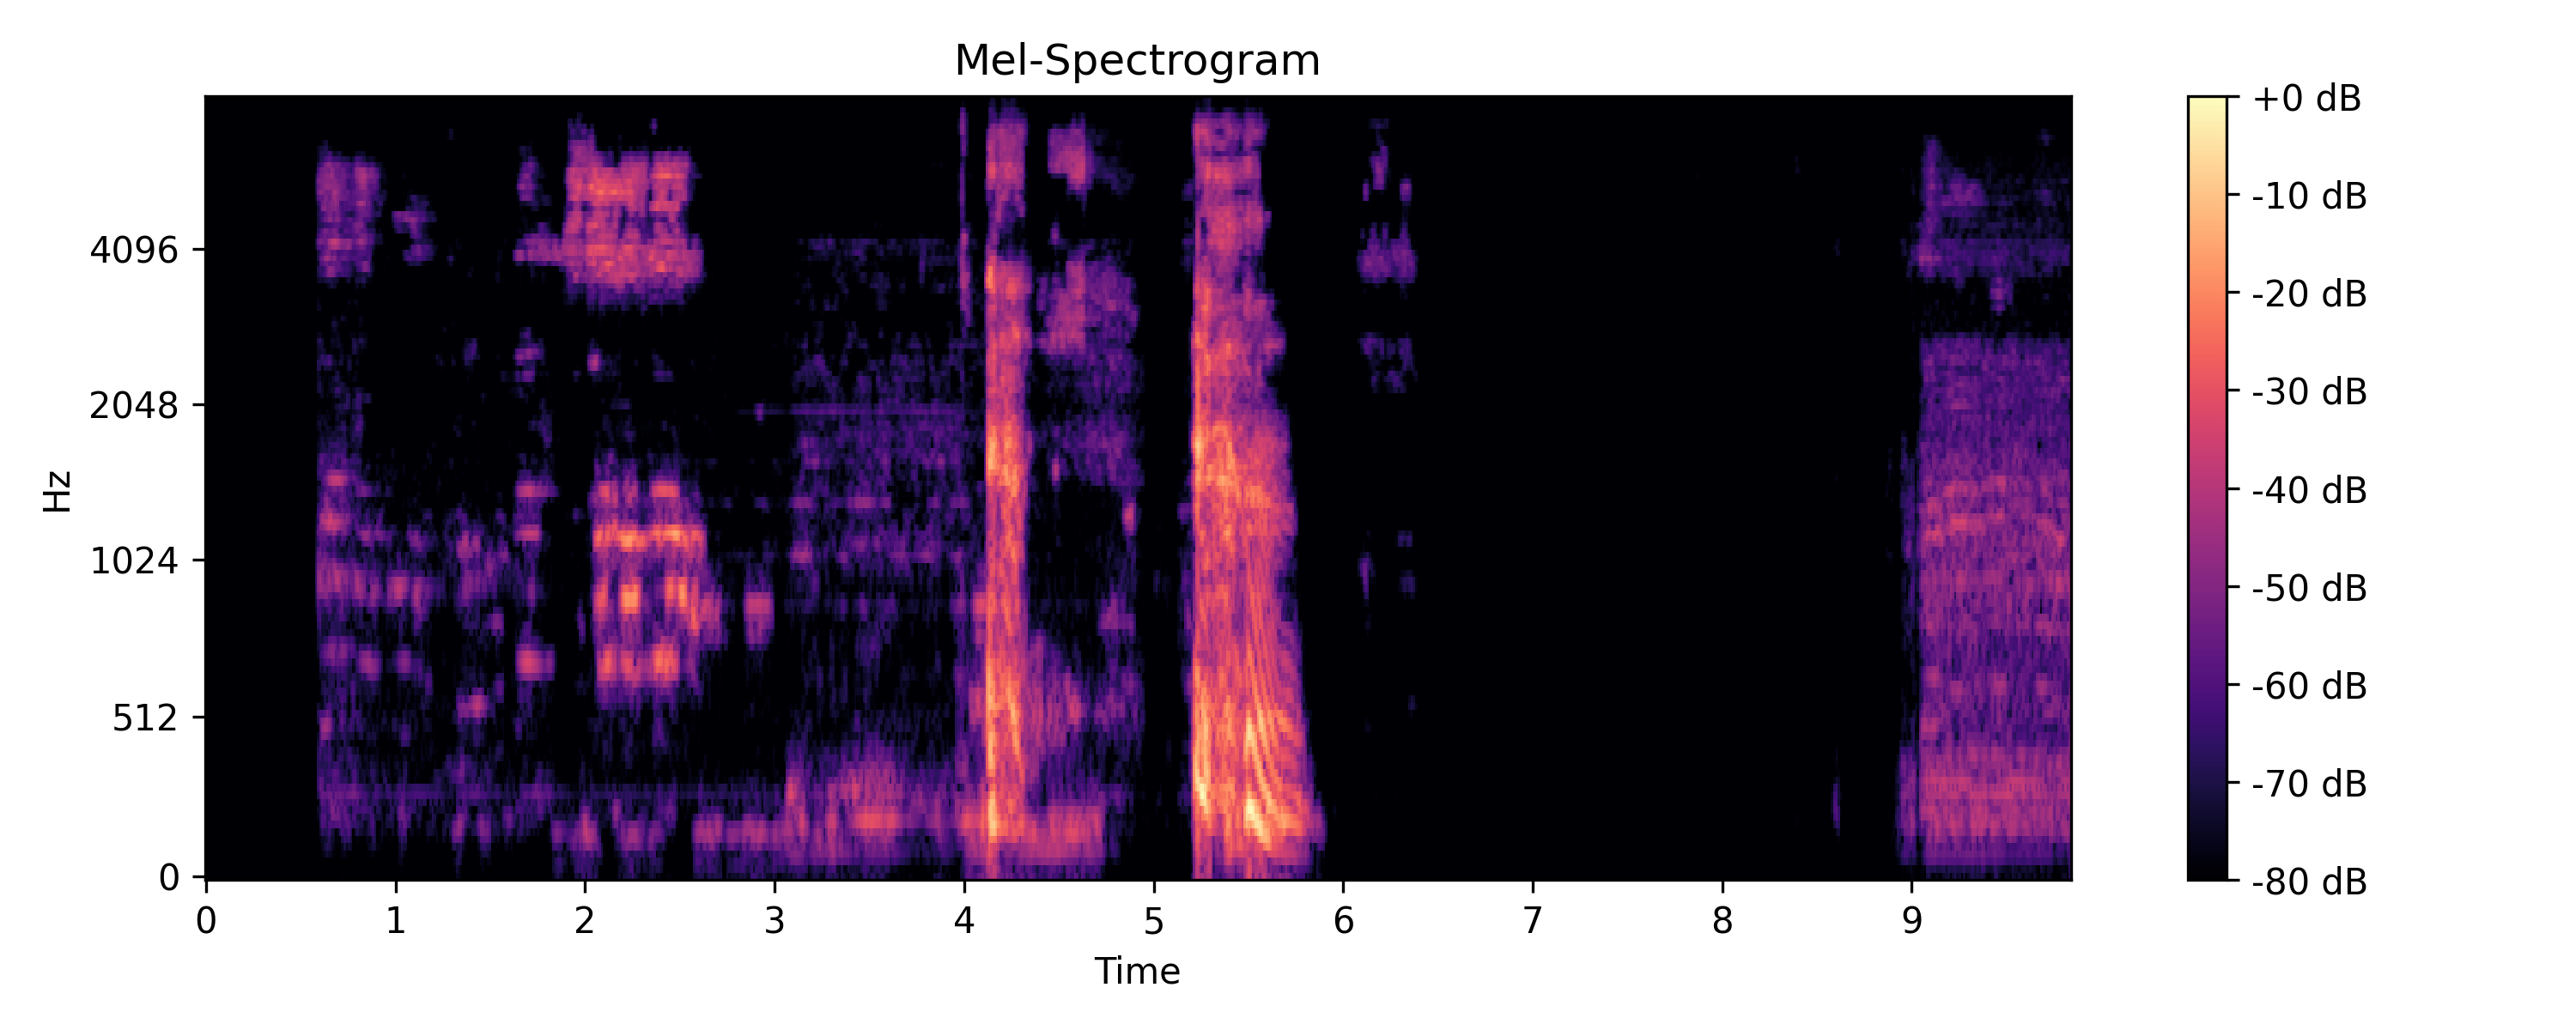 Mel-Spectrogram
+0 dB
-10 dB
-20 dB
-30 dB
-40 dB
-50 dB
-60 dB
-70 dB
-80 dB
Hz
4096
2048
1024
512
0
0 1 2 3 4 5 6 7 8 9
Time